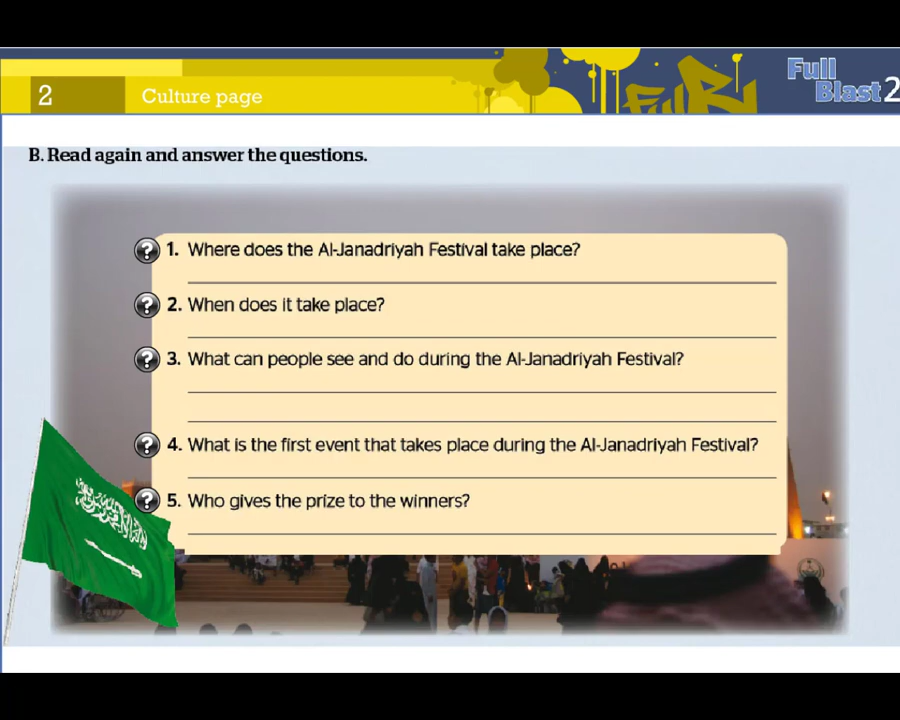 Full
Blast 2
2 Culture page
B. Read again and answer the questions.
? 1. Where does the Al-Janadriyah Festival take place?
? 2. When does it take place?
? 3. What can people see and do during the Al-Janadriyah Festival?
? 4. What is the first event that takes place during the Al-Janadriyah Festival?
? 5. Who gives the prize to the winners?